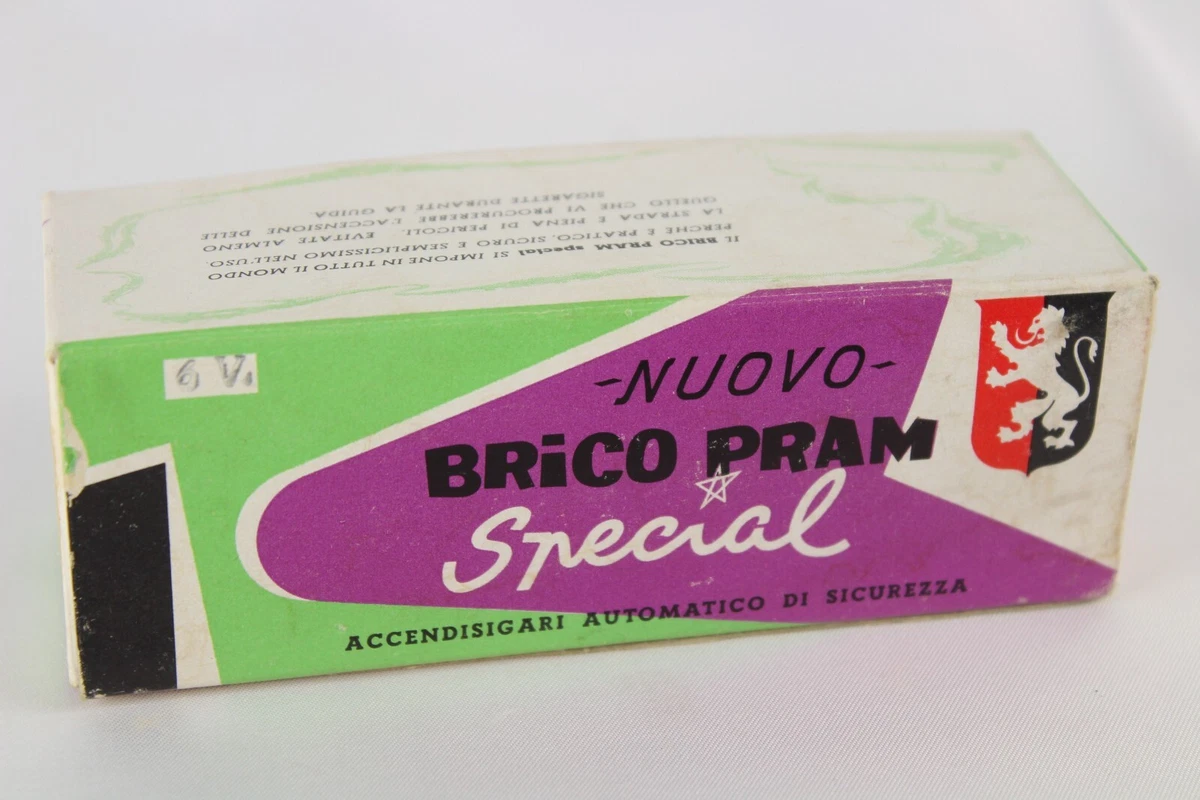 IL BRICO PRAM special SI IMPONE IN TUTTO IL MONDO
PERCHÈ È PRATICO, SICURO E SEMPLICISSIMO NELL'USO.
LA STRADA È PIENA DI PERICOLI. EVITATE ALMENO
QUELLO CHE VI PROCUREREBBE L'ACCENSIONE DELLE
SIGARETTE DURANTE LA GUIDA.
6 V.
-NUOVO-
BRiCO PRAM
Special
ACCENDISIGARI AUTOMATICO DI SICUREZZA